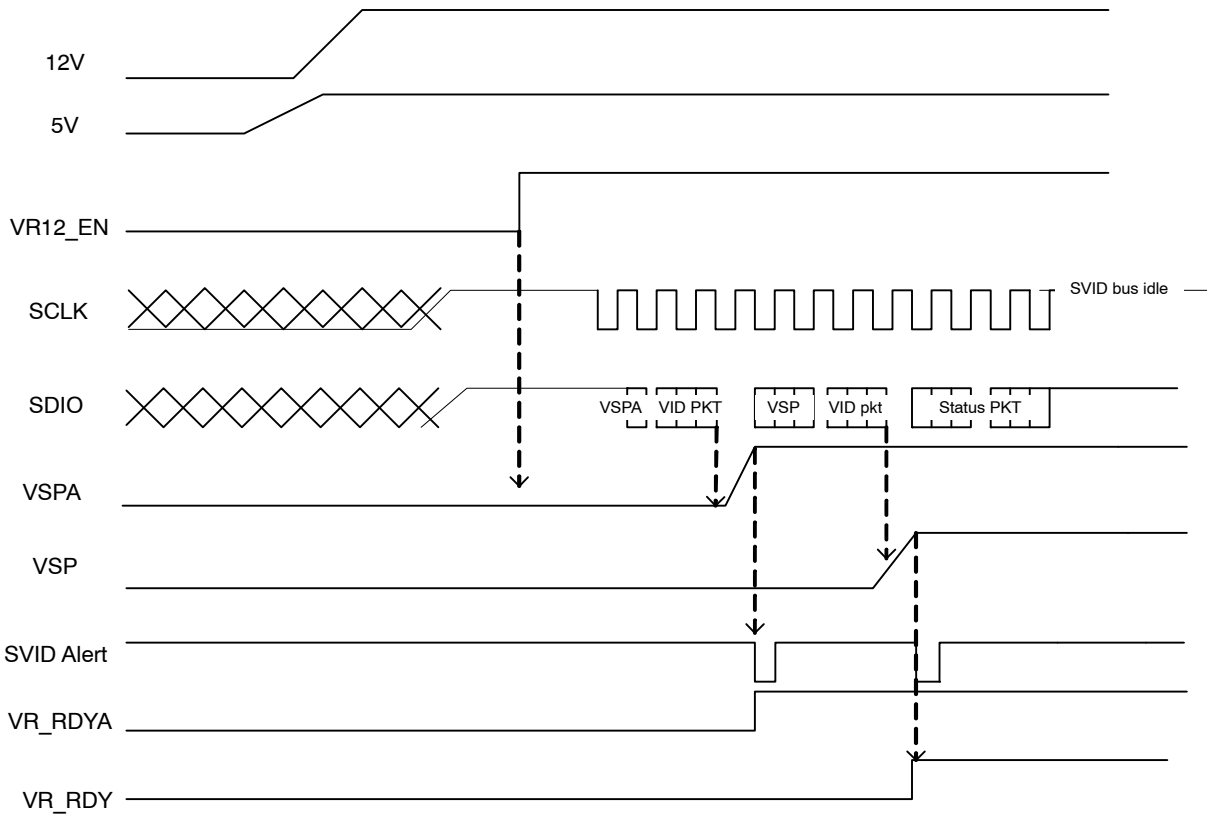 12V
5V
VR12_EN
SCLK
SVID bus idle
SDIO
VSPA VID PKT VSP VID pkt Status PKT
VSPA
VSP
SVID Alert
VR_RDYA
VR_RDY